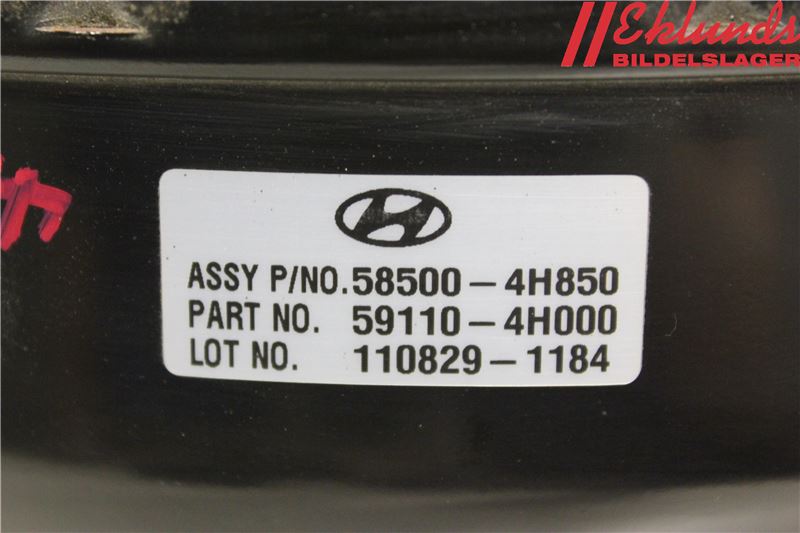 Eklunds
BILDELSLAGER
ASSY P/NO. 58500-4H850
PART NO. 59110-4H000
LOT NO. 110829-1184